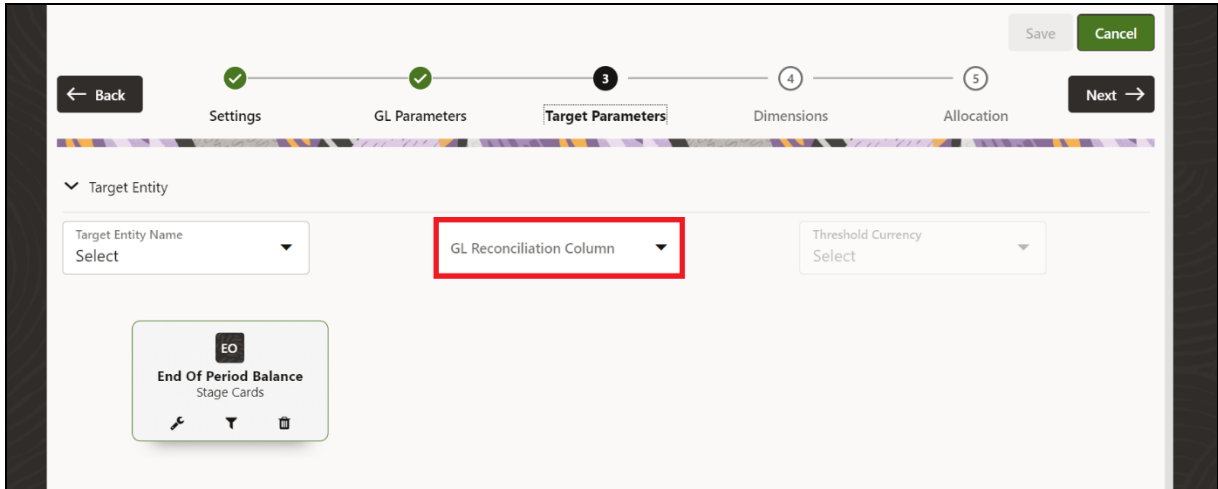 Save
Cancel
Back
3
4
5
Next
Settings
GL Parameters
Target Parameters
Dimensions
Allocation
Target Entity
Target Entity Name
Select
GL Reconciliation Column
Threshold Currency
Select
EO
End Of Period Balance
Stage Cards